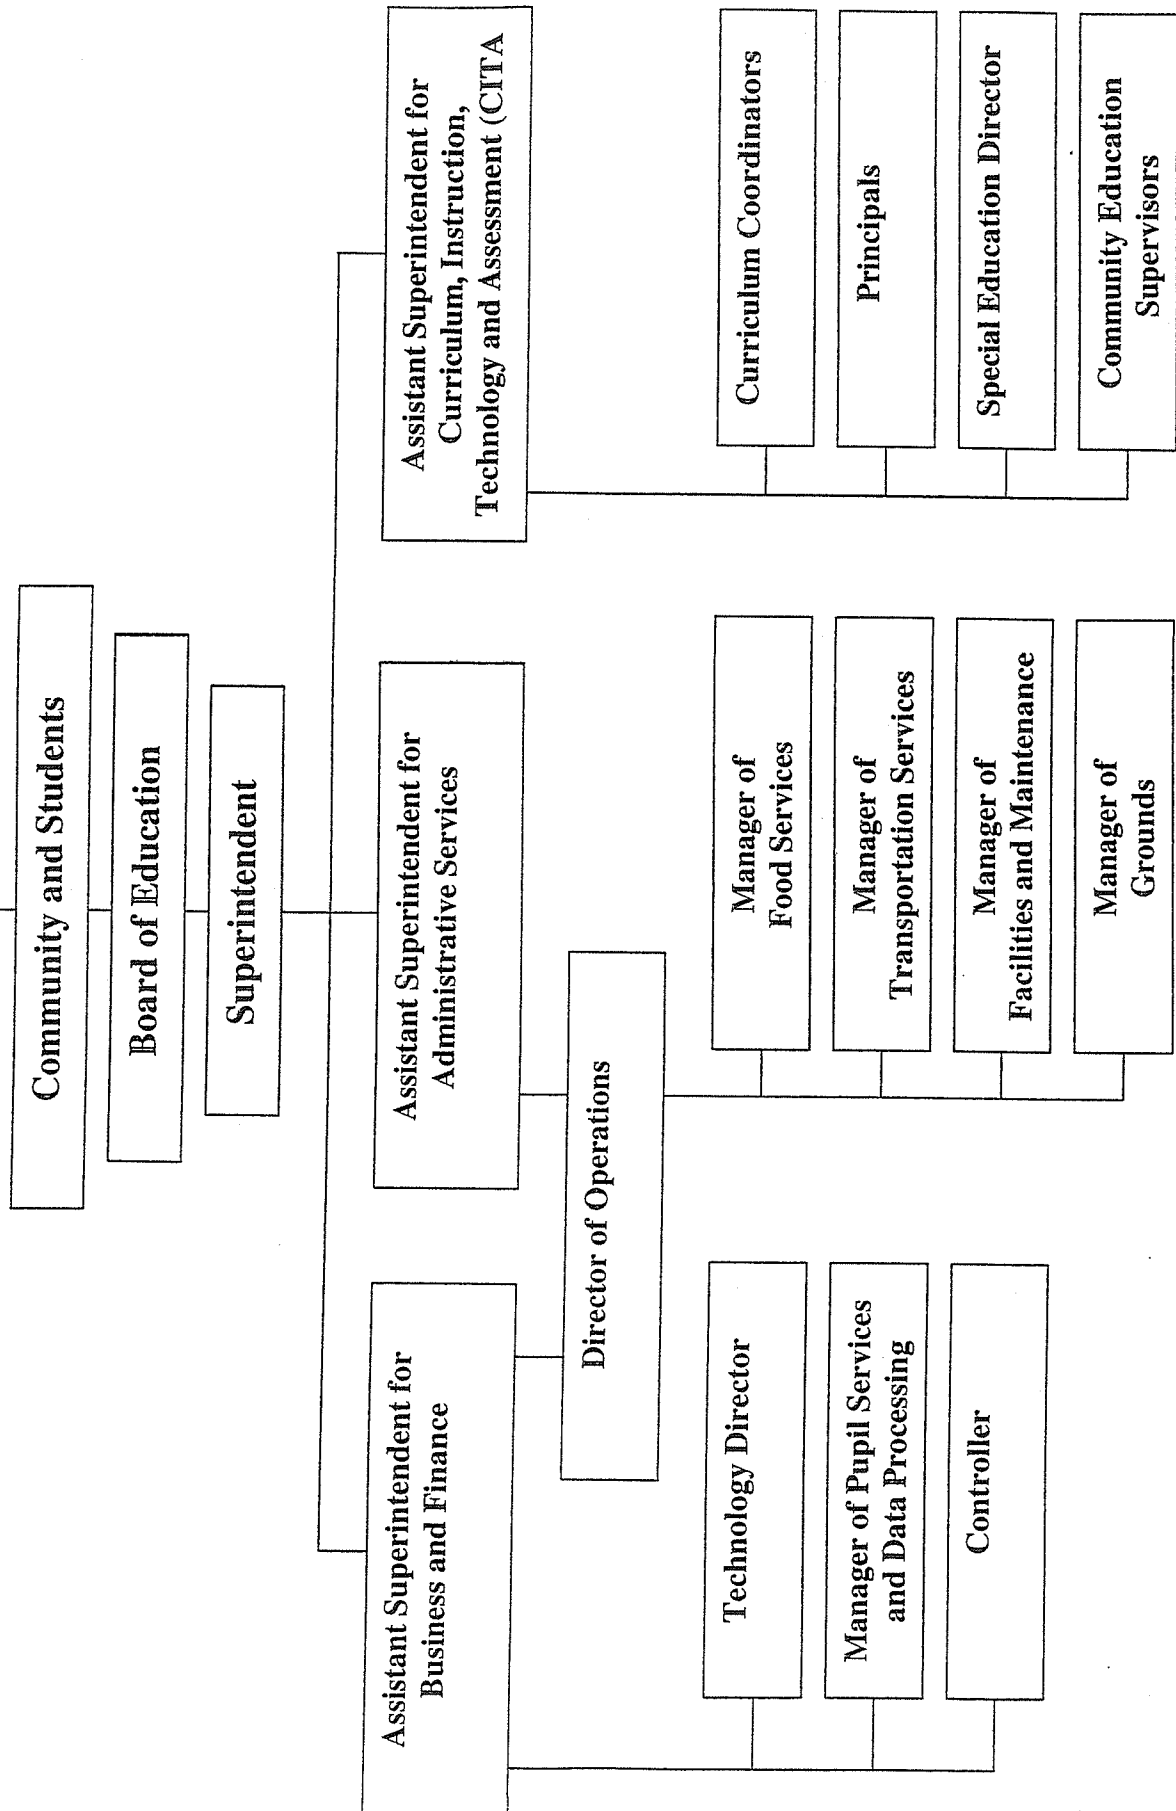 Community and Students
Board of Education
Superintendent
Assistant Superintendent for
Business and Finance
Assistant Superintendent for
Administrative Services
Assistant Superintendent for
Curriculum, Instruction,
Technology and Assessment (CITA
Director of Operations
Technology Director
Manager of Pupil Services
and Data Processing
Controller
Manager of
Food Services
Manager of
Transportation Services
Manager of
Facilities and Maintenance
Manager of
Grounds
Curriculum Coordinators
Principals
Special Education Director
Community Education
Supervisors